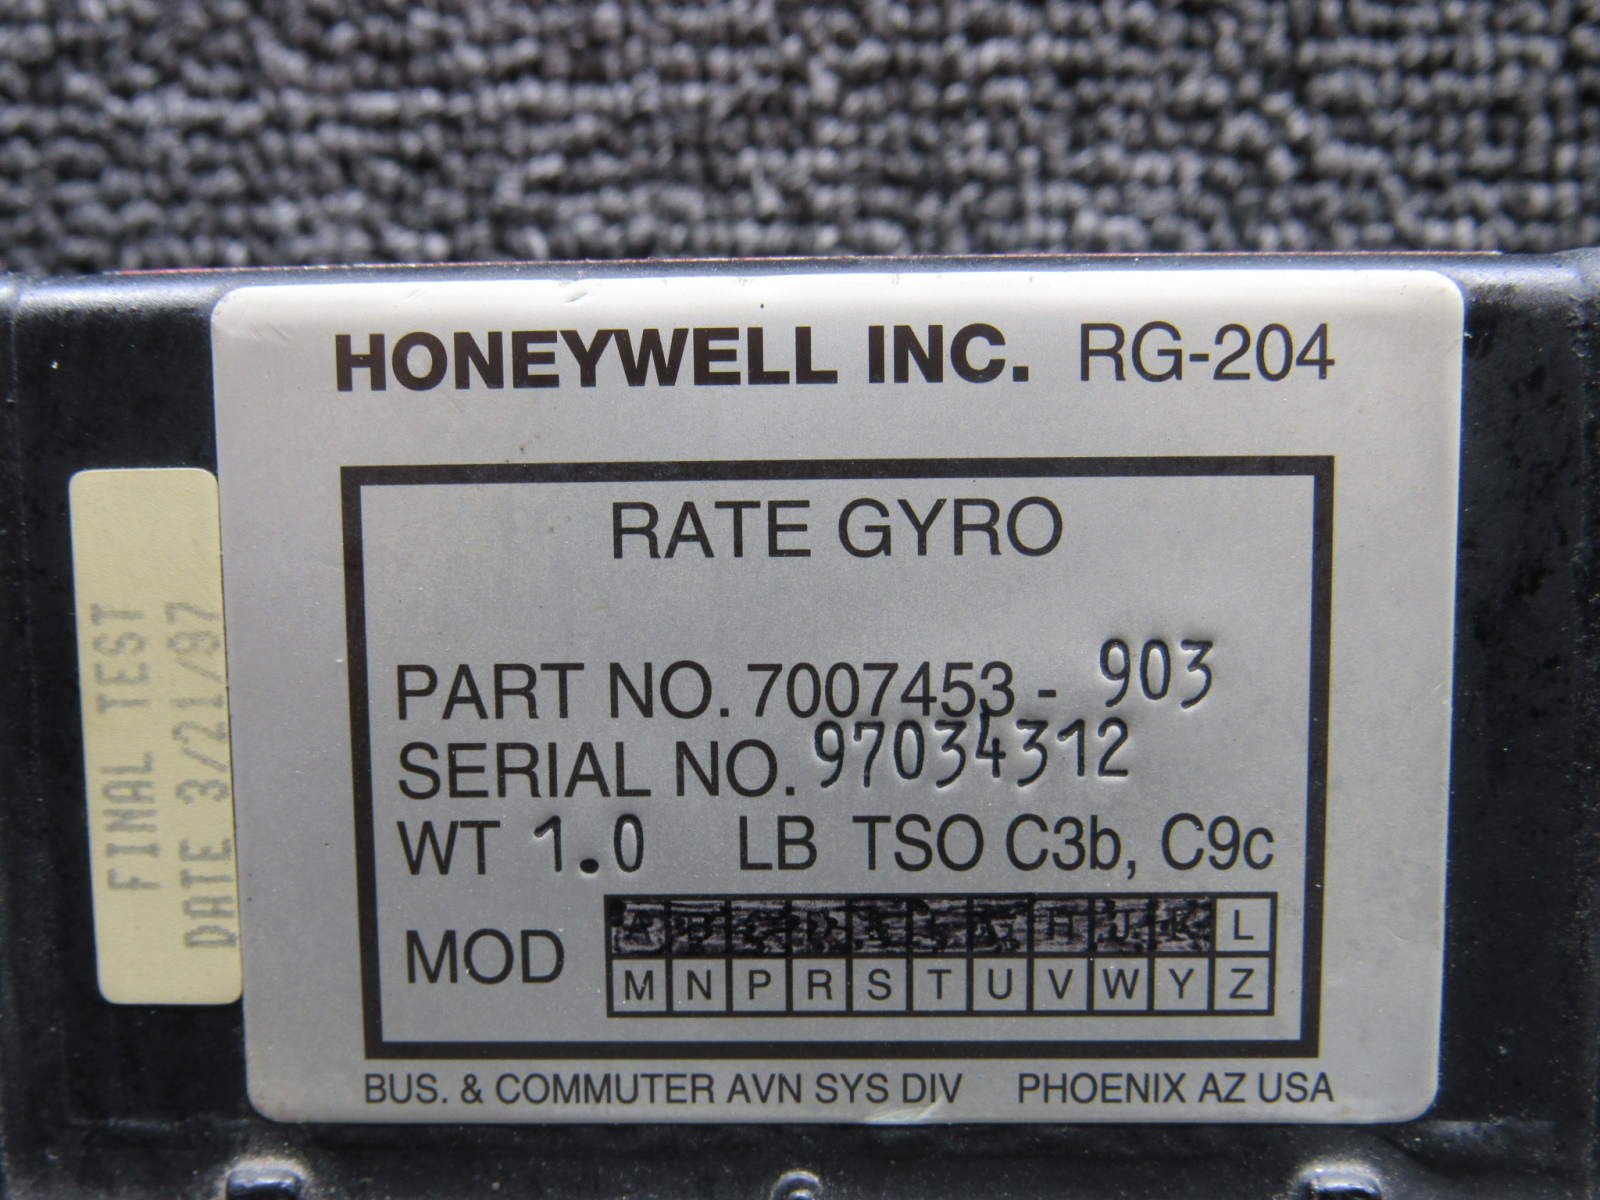 HONEYWELL INC. RG-204
RATE GYRO
PART NO. 7007453 - 903
SERIAL NO. 97034312
WT 1.0 LB TSO C3b, C9c
MOD
L
M N P R S T U V W Y Z
BUS. & COMMUTER AVN SYS DIV PHOENIX AZ USA
FINAL TEST
DATE 3/21/97